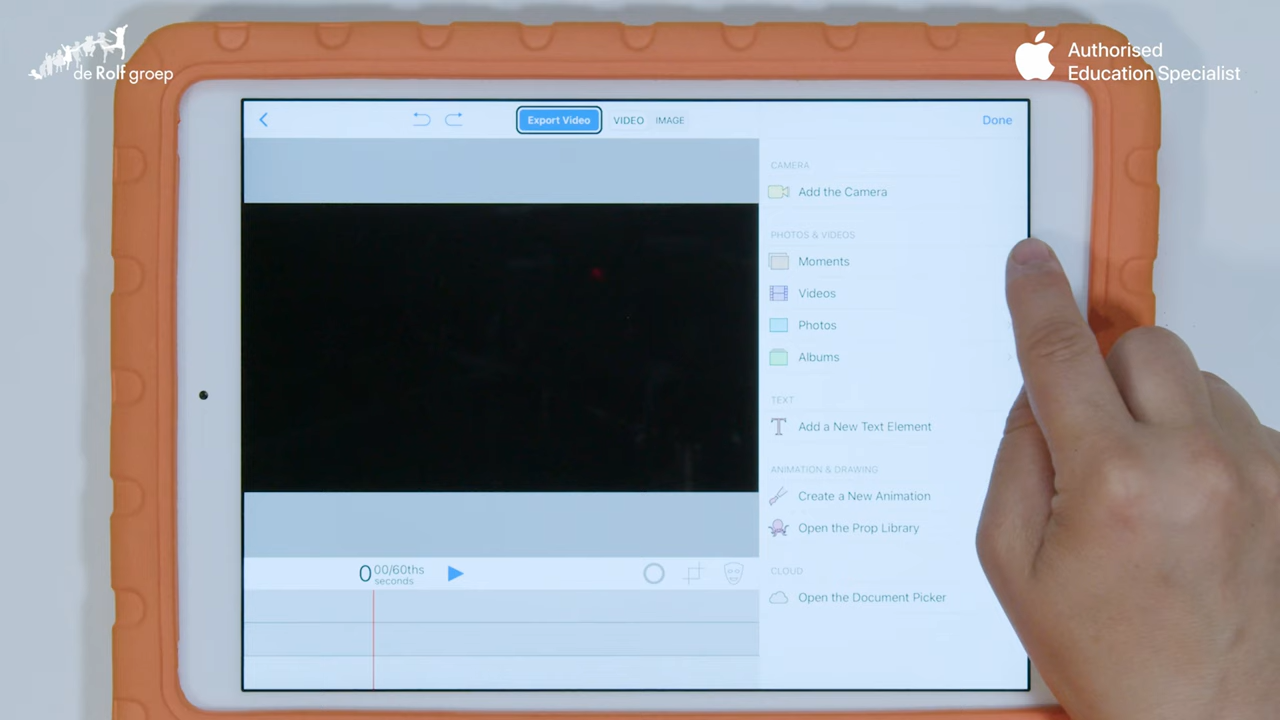 de Rolf groep
Authorised
Education Specialist
Export Video
VIDEO
IMAGE
Done
CAMERA
Add the Camera
PHOTOS & VIDEOS
Moments
Videos
Photos
Albums
TEXT
T Add a New Text Element
ANIMATION & DRAWING
Create a New Animation
Open the Prop Library
CLOUD
Open the Document Picker
0 00/60ths
seconds